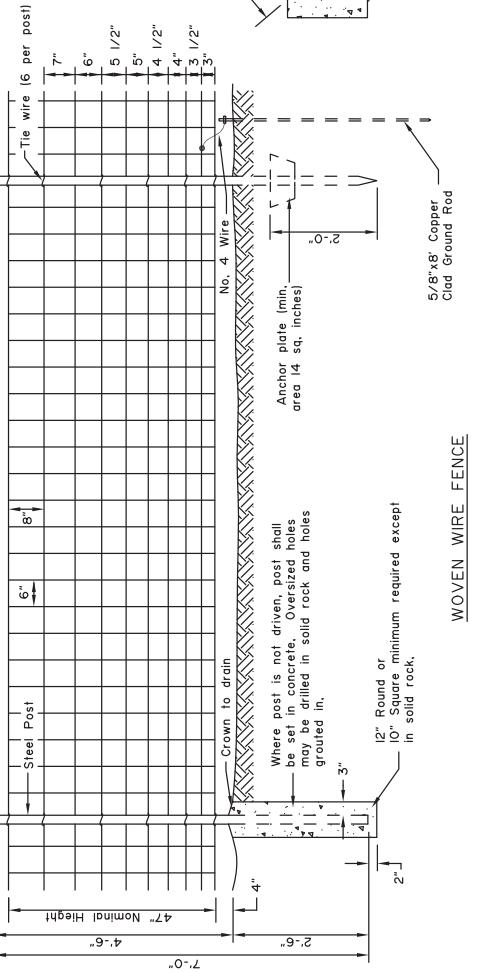 Steel Post
6"
8"
Tie wire (6 per post)
7"
6"
5 1/2"
5"
4 1/2"
4"
3 1/2"
3"
47" Nominal Hieght
4'-6"
7'-0"
2'-6"
4"
2"
3"
Crown to drain
No. 4 Wire
2'-0"
Where post is not driven, post shall
be set in concrete. Oversized holes
may be drilled in solid rock and holes
grouted in.
Anchor plate (min.
area 14 sq. inches)
12" Round or
10" Square minimum required except
in solid rock.
5/8"x8' Copper
Clad Ground Rod
WOVEN WIRE FENCE